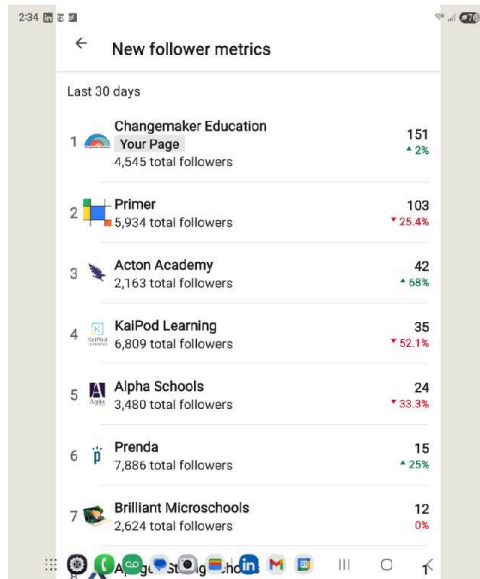 2:34
New follower metrics
Last 30 days
1 Changemaker Education 151
Your Page ▲ 2%
4,545 total followers
2 Primer 103
5,934 total followers ▼ 25.4%
3 Acton Academy 42
2,163 total followers ▲ 68%
4 KaiPod Learning 35
6,809 total followers ▼ 52.1%
5 Alpha Schools 24
3,480 total followers ▼ 33.3%
6 Prenda 15
7,886 total followers ▲ 25%
7 Brilliant Microschools 12
2,624 total followers 0%